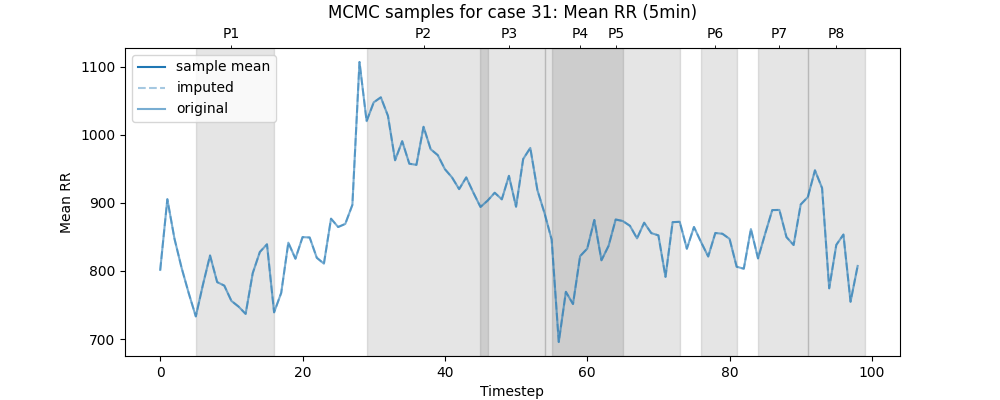 MCMC samples for case 31: Mean RR (5min)
P1 P2 P3 P4 P5 P6 P7 P8
sample mean
imputed
original
1100
1000
900
800
700
Mean RR
0 20 40 60 80 100
Timestep